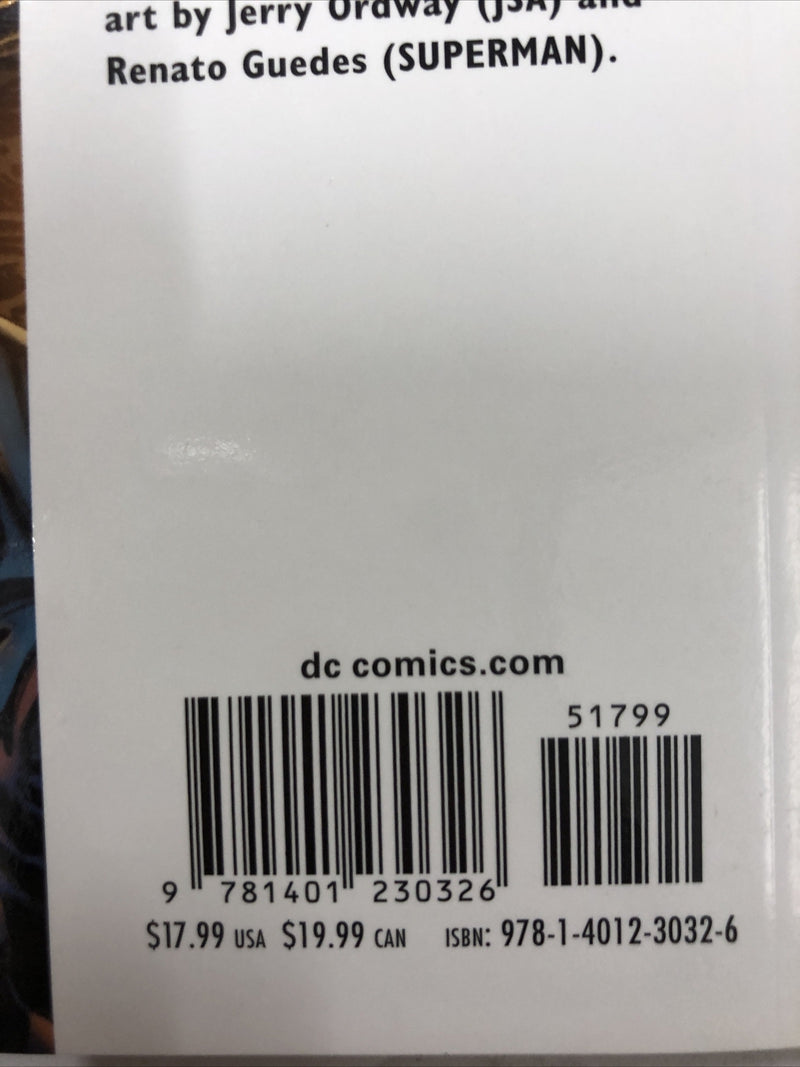 art by Jerry Ordway (JSA) and
Renato Guedes (SUPERMAN).
dc comics.com
51799
9 781401 230326
$17.99 USA $19.99 CAN ISBN: 978-1-4012-3032-6